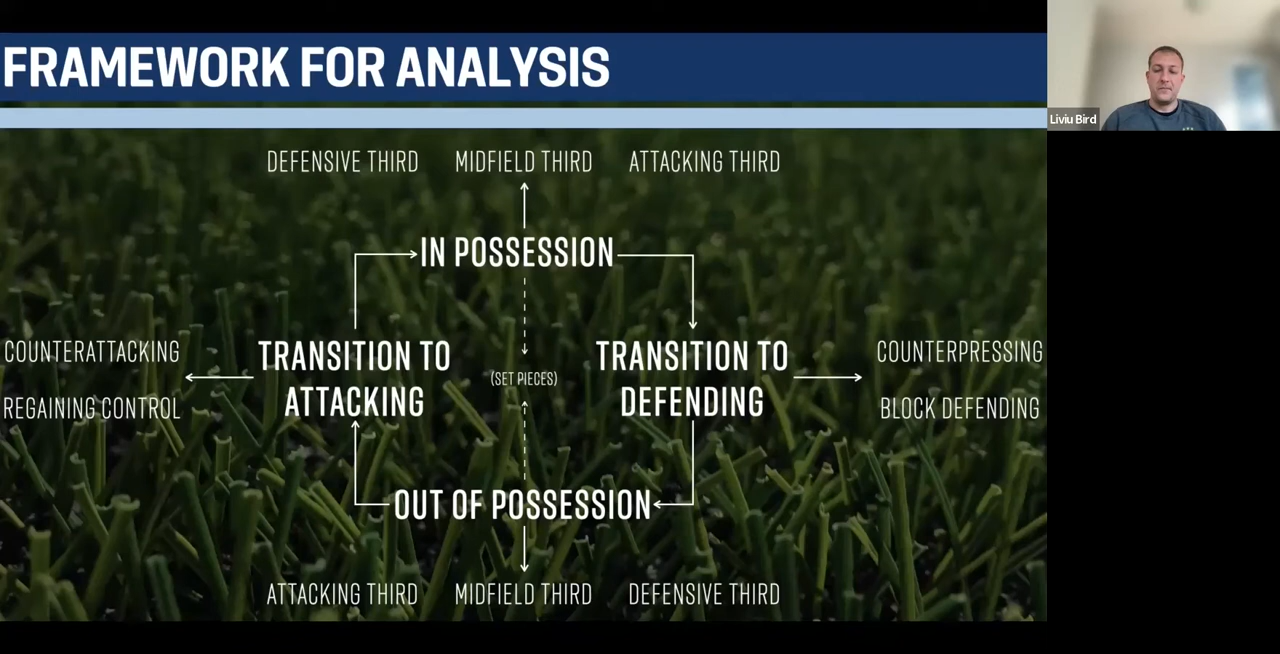 FRAMEWORK FOR ANALYSIS
Liviu Bird
DEFENSIVE THIRD
MIDFIELD THIRD
ATTACKING THIRD
IN POSSESSION
COUNTERATTACKING
REGAINING CONTROL
TRANSITION TO
ATTACKING
(SET PIECES)
TRANSITION TO
DEFENDING
COUNTERPRESSING
BLOCK DEFENDING
OUT OF POSSESSION
ATTACKING THIRD
MIDFIELD THIRD
DEFENSIVE THIRD